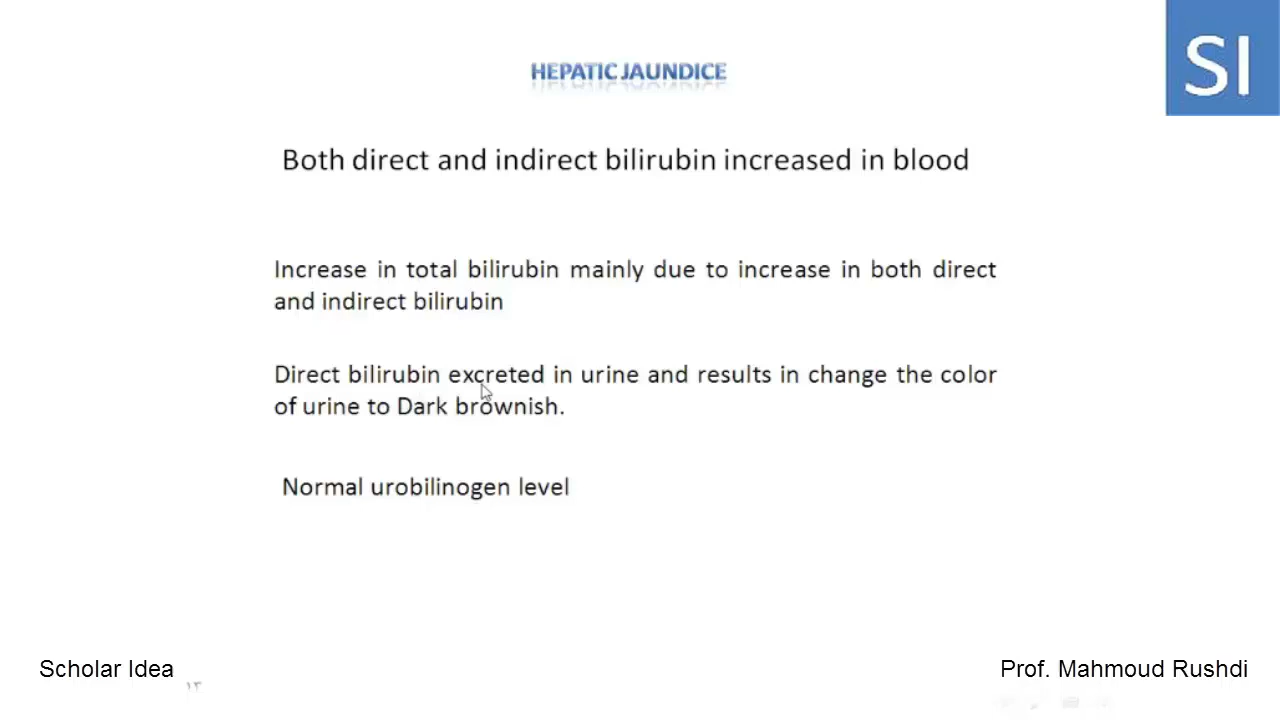 SI
HEPATIC JAUNDICE
Both direct and indirect bilirubin increased in blood
Increase in total bilirubin mainly due to increase in both direct
and indirect bilirubin
Direct bilirubin excreted in urine and results in change the color
of urine to Dark brownish.
Normal urobilinogen level
Scholar Idea
Prof. Mahmoud Rushdi
١٣